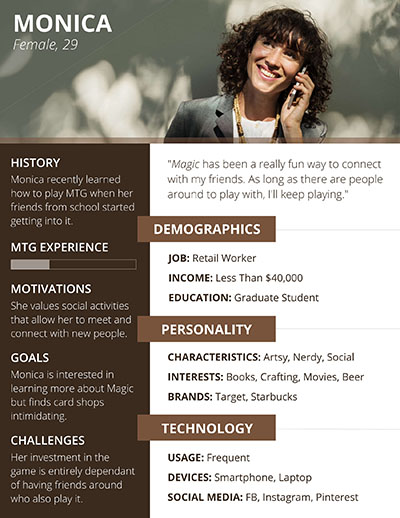 MONICA
Female, 29
HISTORY
Monica recently learned
how to play MTG when her
friends from school started
getting into it.
MTG EXPERIENCE
MOTIVATIONS
She values social activities
that allow her to meet and
connect with new people.
GOALS
Monica is interested in
learning more about Magic
but finds card shops
intimidating.
CHALLENGES
Her investment in the
game is entirely dependant
of having friends around
who also play it.
"Magic has been a really fun way to connect
with my friends. As long as there are people
around to play with, I'll keep playing."
DEMOGRAPHICS
JOB: Retail Worker
INCOME: Less Than $40,000
EDUCATION: Graduate Student
PERSONALITY
CHARACTERISTICS: Artsy, Nerdy, Social
INTERESTS: Books, Crafting, Movies, Beer
BRANDS: Target, Starbucks
TECHNOLOGY
USAGE: Frequent
DEVICES: Smartphone, Laptop
SOCIAL MEDIA: FB, Instagram, Pinterest